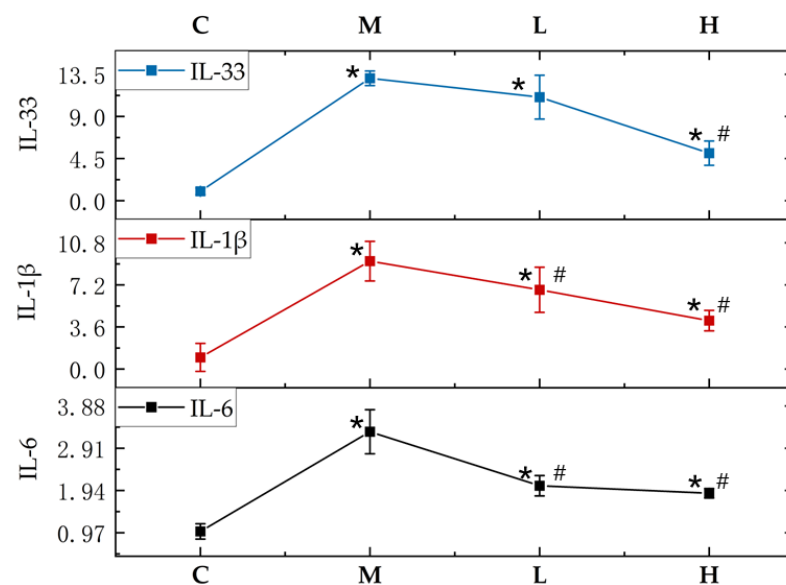 C M L H
IL-33
IL-33
13.5
* *
9.0
* #
4.5
0.0
IL-1β
IL-1β
10.8
*
7.2
* #
* #
3.6
0.0
IL-6
IL-6
3.88
*
2.91
* #
* #
1.94
0.97
C M L H